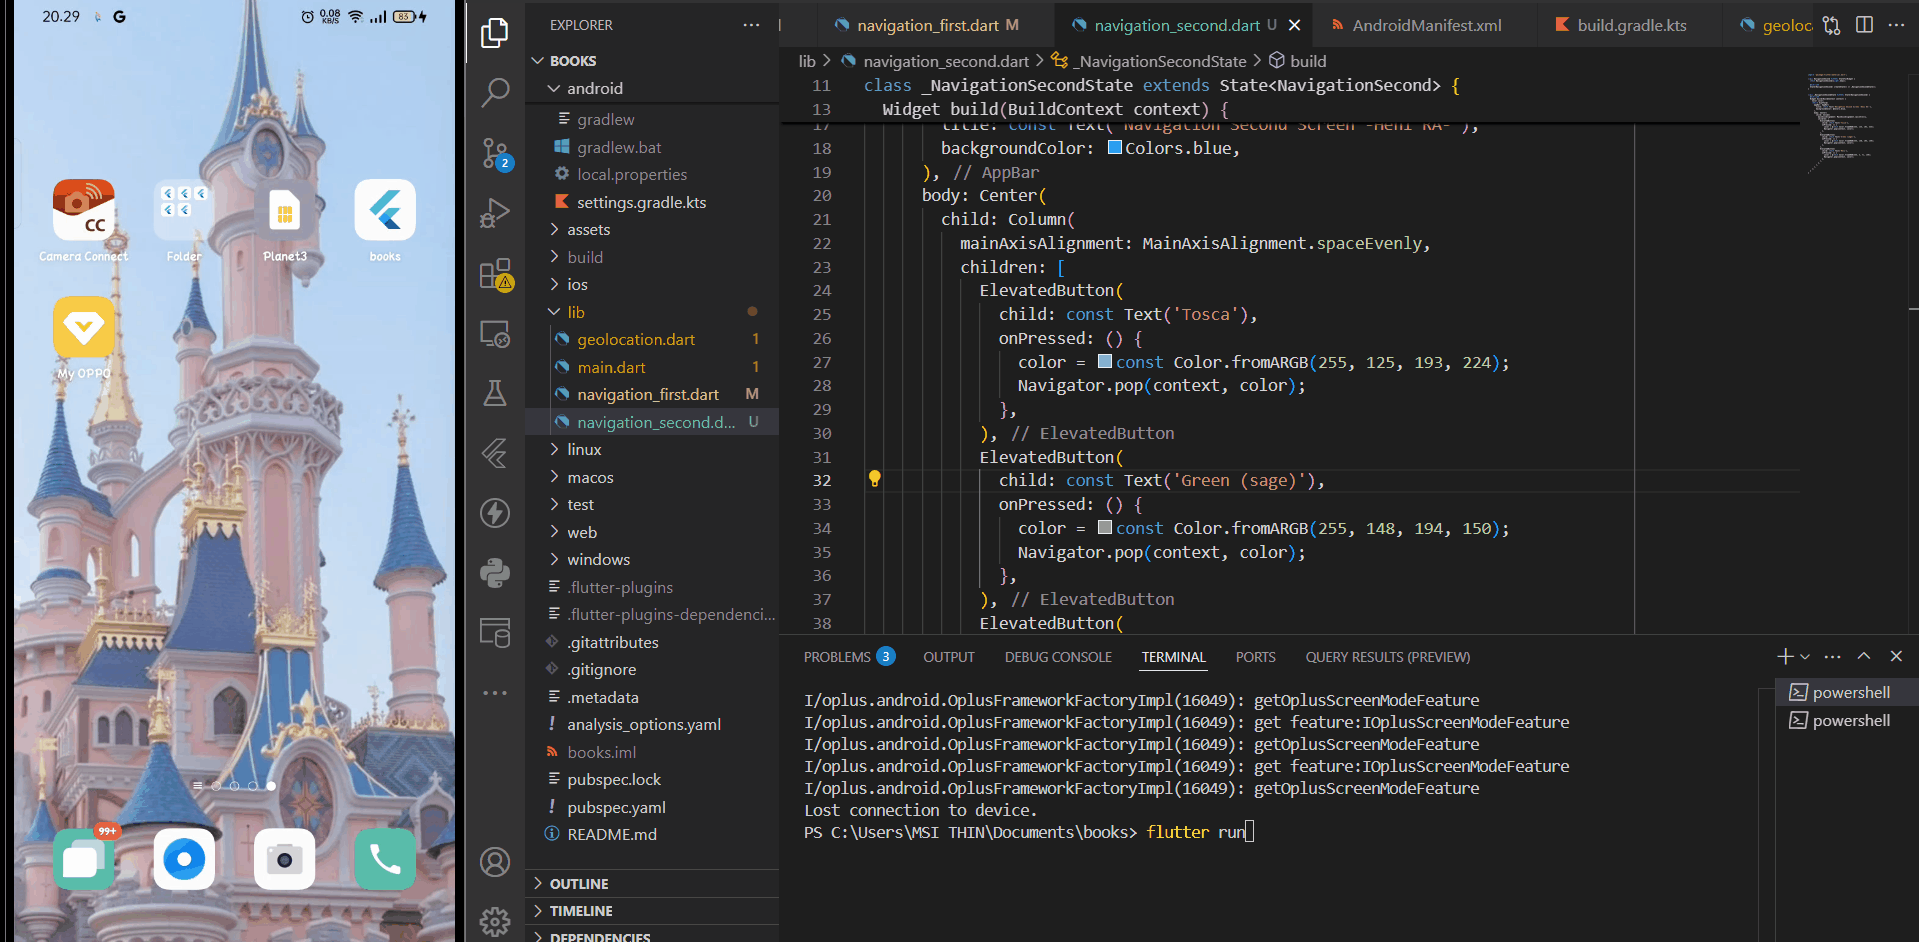 20.29
G
0.08
KB/S
83
Camera Connect
CC
Folder
Planet3
books
My OPPO
99+
EXPLORER
BOOKS
android
gradlew
gradlew.bat
local.properties
settings.gradle.kts
assets
build
ios
lib
geolocation.dart 1
main.dart 1
navigation_first.dart M
navigation_second.d... U
linux
macos
test
web
windows
.flutter-plugins
.flutter-plugins-dependenci...
.gitattributes
.gitignore
.metadata
analysis_options.yaml
books.iml
pubspec.lock
pubspec.yaml
README.md
OUTLINE
TIMELINE
DEPENDENCIES
2
navigation_first.dart M
navigation_second.dart U
AndroidManifest.xml
build.gradle.kts
geoloc
lib > navigation_second.dart > _NavigationSecondState > build
11 class _NavigationSecondState extends State<NavigationSecond> {
13 Widget build(BuildContext context) {
17 title: const Text('Navigation Second Screen -Heni RA-'),
18 backgroundColor: Colors.blue,
19 ), // AppBar
20 body: Center(
21 child: Column(
22 mainAxisAlignment: MainAxisAlignment.spaceEvenly,
23 children: [
24 ElevatedButton(
25 child: const Text('Tosca'),
26 onPressed: () {
27 color = const Color.fromARGB(255, 125, 193, 224);
28 Navigator.pop(context, color);
29 },
30 ), // ElevatedButton
31 ElevatedButton(
32 child: const Text('Green (sage)'),
33 onPressed: () {
34 color = const Color.fromARGB(255, 148, 194, 150);
35 Navigator.pop(context, color);
36 },
37 ), // ElevatedButton
38 ElevatedButton(
PROBLEMS 3 OUTPUT DEBUG CONSOLE TERMINAL PORTS QUERY RESULTS (PREVIEW)
I/oplus.android.OplusFrameworkFactoryImpl(16049): getOplusScreenModeFeature
I/oplus.android.OplusFrameworkFactoryImpl(16049): get feature:IOplusScreenModeFeature
I/oplus.android.OplusFrameworkFactoryImpl(16049): getOplusScreenModeFeature
I/oplus.android.OplusFrameworkFactoryImpl(16049): get feature:IOplusScreenModeFeature
I/oplus.android.OplusFrameworkFactoryImpl(16049): getOplusScreenModeFeature
Lost connection to device.
PS C:\Users\MSI THIN\Documents\books> flutter run
powershell
powershell